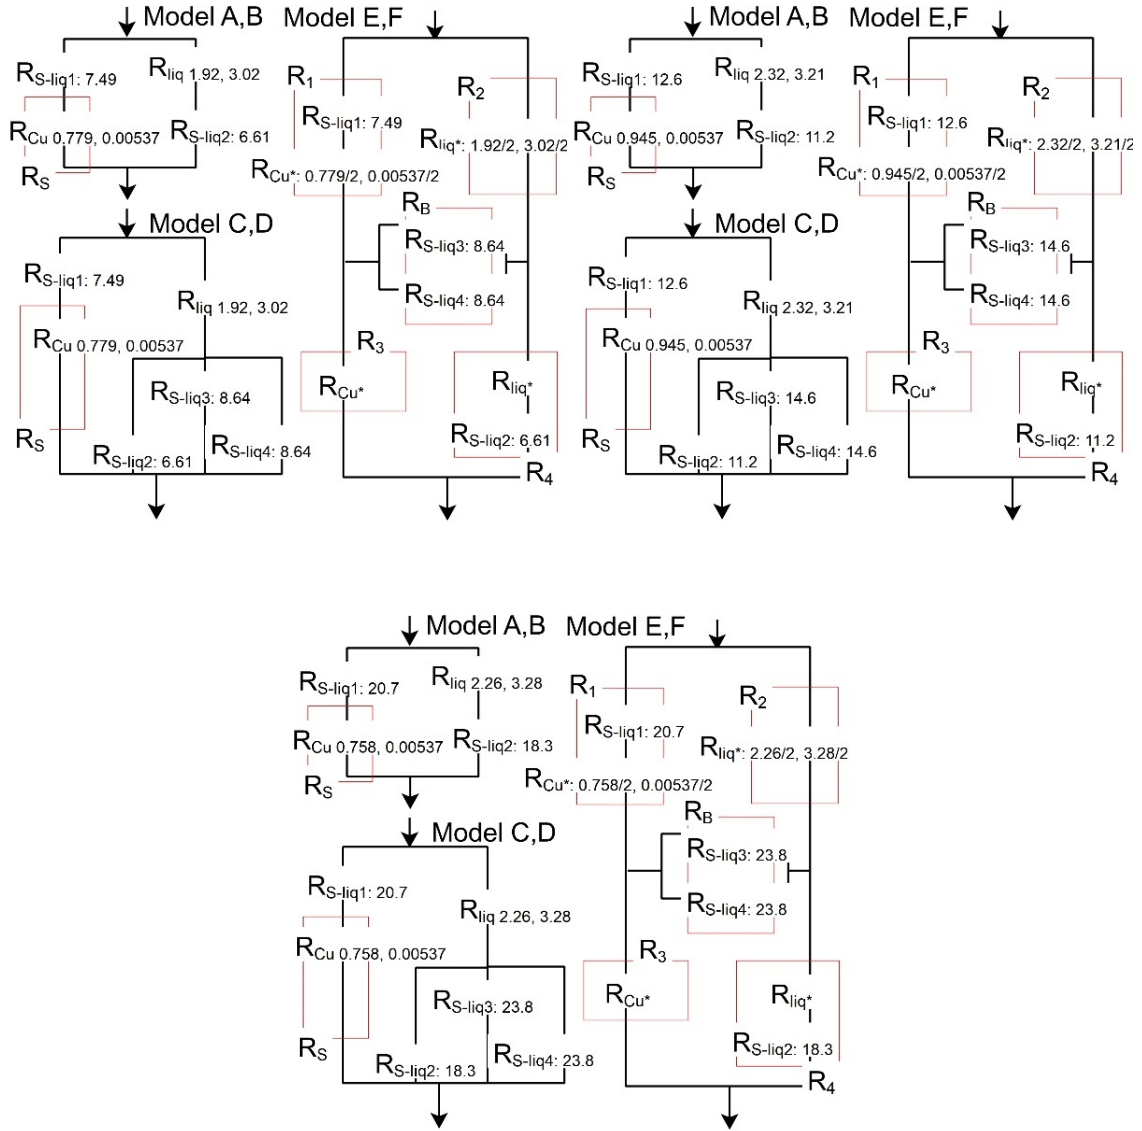 Model A,B
R_S-liq1: 7.49
R_liq 1.92, 3.02
R_Cu 0.779, 0.00537
R_S-liq2: 6.61
R_S
Model C,D
R_S-liq1: 7.49
R_liq 1.92, 3.02
R_Cu 0.779, 0.00537
R_S-liq3: 8.64
R_S
R_S-liq2: 6.61
R_S-liq4: 8.64
Model E,F
R_1
R_2
R_S-liq1: 7.49
R_liq*: 1.92/2, 3.02/2
R_Cu*: 0.779/2, 0.00537/2
R_B
R_S-liq3: 8.64
R_S-liq4: 8.64
R_3
R_Cu*
R_liq*
R_S-liq2: 6.61
R_4
Model A,B
R_S-liq1: 12.6
R_liq 2.32, 3.21
R_Cu 0.945, 0.00537
R_S-liq2: 11.2
R_S
Model C,D
R_S-liq1: 12.6
R_liq 2.32, 3.21
R_Cu 0.945, 0.00537
R_S-liq3: 14.6
R_S
R_S-liq2: 11.2
R_S-liq4: 14.6
Model E,F
R_1
R_2
R_S-liq1: 12.6
R_liq*: 2.32/2, 3.21/2
R_Cu*: 0.945/2, 0.00537/2
R_B
R_S-liq3: 14.6
R_S-liq4: 14.6
R_3
R_Cu*
R_liq*
R_S-liq2: 11.2
R_4
Model A,B
R_S-liq1: 20.7
R_liq 2.26, 3.28
R_Cu 0.758, 0.00537
R_S-liq2: 18.3
R_S
Model C,D
R_S-liq1: 20.7
R_liq 2.26, 3.28
R_Cu 0.758, 0.00537
R_S-liq3: 23.8
R_S
R_S-liq2: 18.3
R_S-liq4: 23.8
Model E,F
R_1
R_2
R_S-liq1: 20.7
R_liq*: 2.26/2, 3.28/2
R_Cu*: 0.758/2, 0.00537/2
R_B
R_S-liq3: 23.8
R_S-liq4: 23.8
R_3
R_Cu*
R_liq*
R_S-liq2: 18.3
R_4